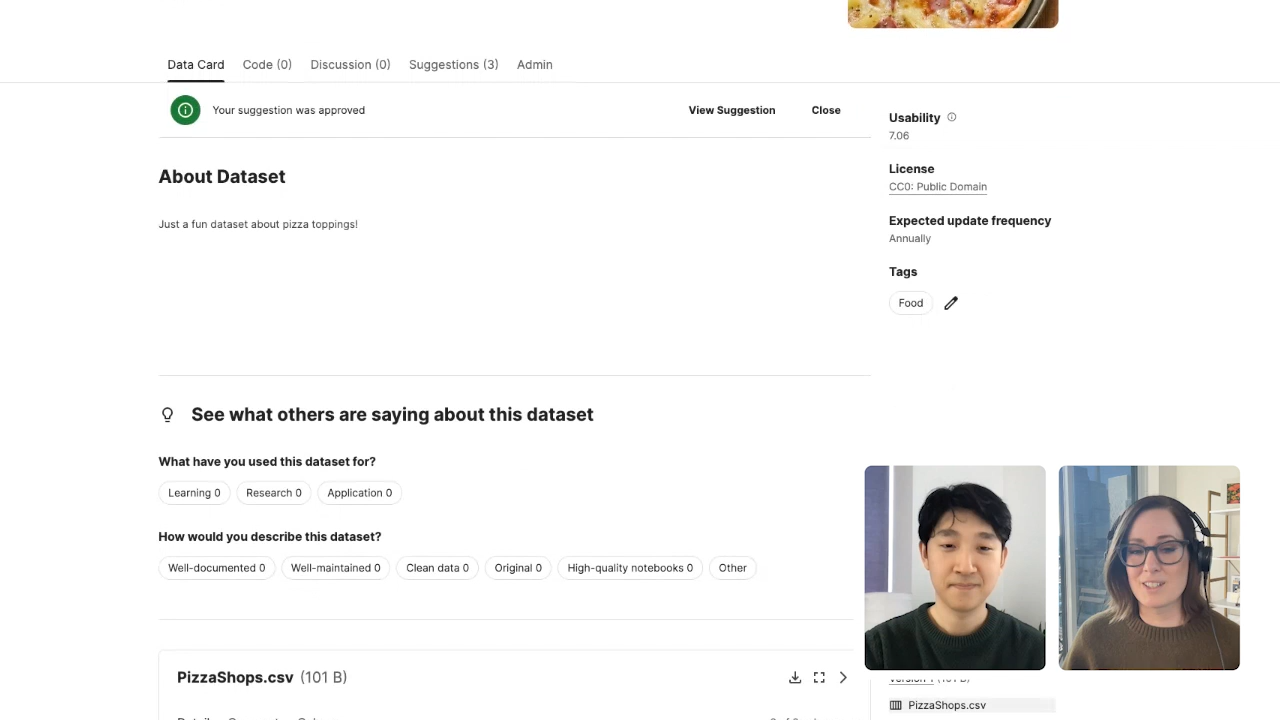 Data Card Code (0) Discussion (0) Suggestions (3) Admin
Your suggestion was approved View Suggestion Close
About Dataset
Just a fun dataset about pizza toppings!
Usability
7.06
License
CC0: Public Domain
Expected update frequency
Annually
Tags
Food
See what others are saying about this dataset
What have you used this dataset for?
Learning 0 Research 0 Application 0
How would you describe this dataset?
Well-documented 0 Well-maintained 0 Clean data 0 Original 0 High-quality notebooks 0 Other
PizzaShops.csv (101 B)
PizzaShops.csv